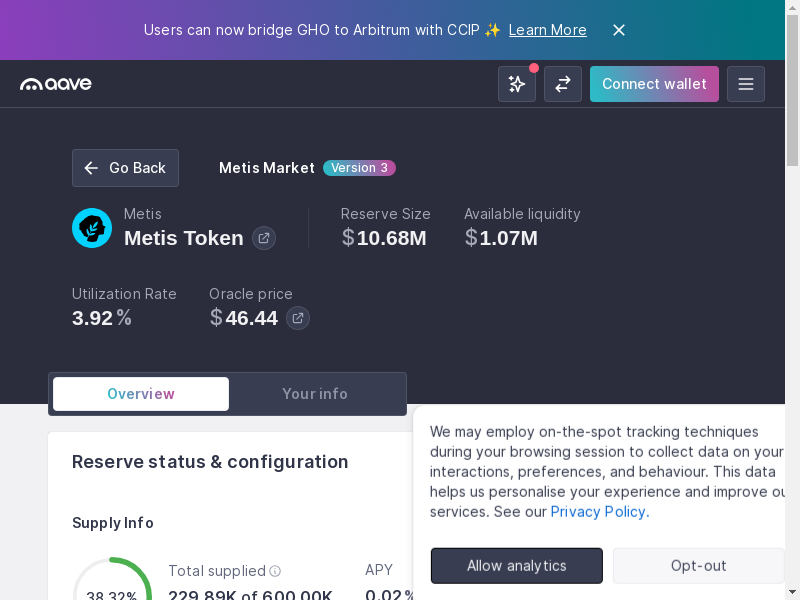 Users can now bridge GHO to Arbitrum with CCIP ✨ Learn More
aave
Connect wallet
Go Back
Metis Market
Version 3
Metis
Metis Token
Reserve Size
$10.68M
Available liquidity
$1.07M
Utilization Rate
3.92%
Oracle price
$46.44
Overview
Your info
Reserve status & configuration
Supply Info
38.32%
Total supplied
229.89K of 600.00K
APY
0.02%
We may employ on-the-spot tracking techniques
during your browsing session to collect data on your
interactions, preferences, and behaviour. This data
helps us personalise your experience and improve ou
services. See our Privacy Policy.
Allow analytics
Opt-out